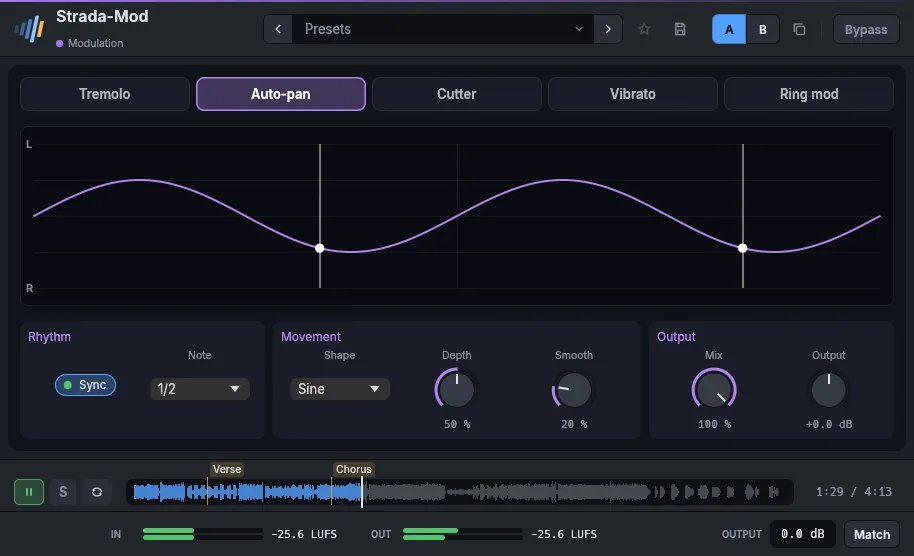 Strada-Mod
Modulation
Presets
A B
Bypass
Tremolo
Auto-pan
Cutter
Vibrato
Ring mod
L
R
Rhythm
Note
Sync
1/2
Movement
Shape
Depth
Smooth
Sine
50 %
20 %
Output
Mix
Output
100 %
+0.0 dB
Verse
Chorus
S
1:29 / 4:13
IN
-25.6 LUFS
OUT
-25.6 LUFS
OUTPUT
0.0 dB
Match